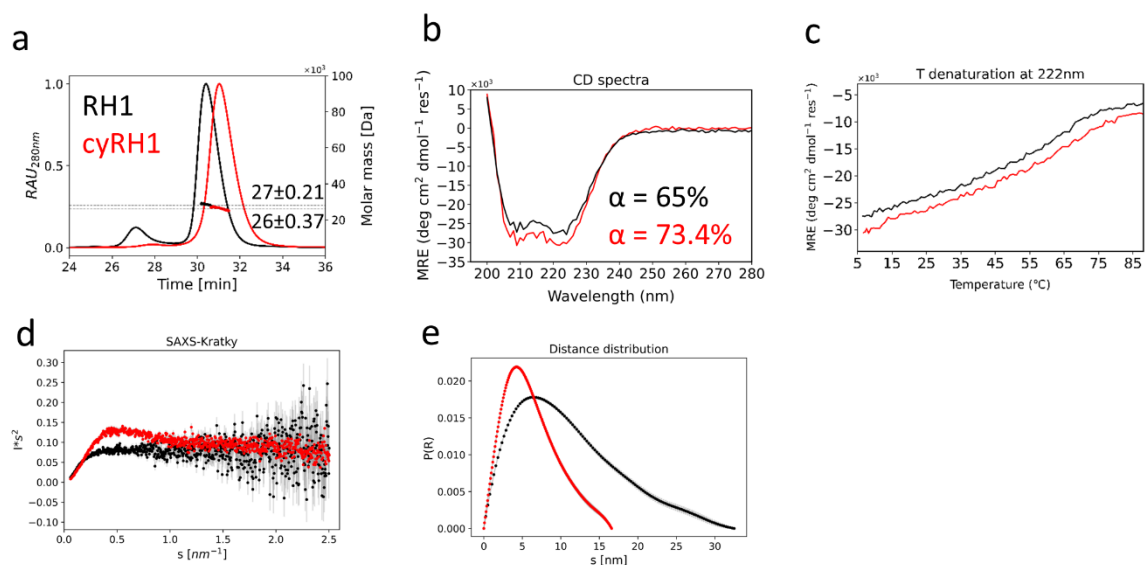 a
×10³
RAU280nm
1.0
0.5
0.0
RH1
cyRH1
27±0.21
26±0.37
100
80
60
40
20
Molar mass [Da]
24 26 28 30 32 34 36
Time [min]
b
CD spectra
×10³
10
5
0
−5
−10
−15
−20
−25
−30
−35
MRE (deg cm² dmol⁻¹ res⁻¹)
α = 65%
α = 73.4%
200 210 220 230 240 250 260 270 280
Wavelength (nm)
c
T denaturation at 222nm
×10³
−5
−10
−15
−20
−25
−30
MRE (deg cm² dmol⁻¹ res⁻¹)
5 15 25 35 45 55 65 75 85
Temperature (°C)
d
SAXS-Kratky
0.30
0.25
0.20
0.15
0.10
0.05
0.00
−0.05
−0.10
I*s²
0.0 0.5 1.0 1.5 2.0 2.5
s [nm⁻¹]
e
Distance distribution
0.020
0.015
0.010
0.005
0.000
P(R)
0 5 10 15 20 25 30
s [nm]